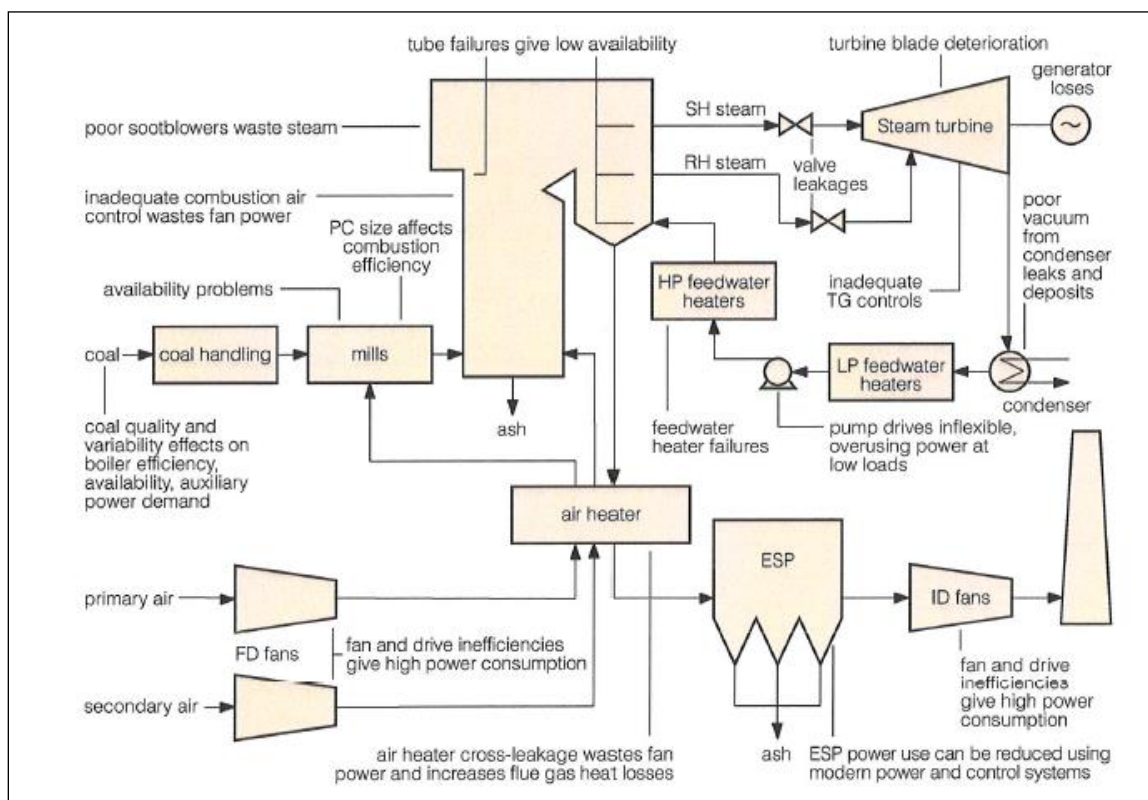 tube failures give low availability
turbine blade deterioration
generator
loses
poor sootblowers waste steam
SH steam
Steam turbine
~
RH steam
valve
leakages
inadequate combustion air
control wastes fan power
PC size affects
combustion
efficiency
poor
vacuum
from
condenser
leaks and
deposits
availability problems
HP feedwater
heaters
inadequate
TG controls
coal
coal handling
mills
LP feedwater
heaters
condenser
coal quality and
variability effects on
boiler efficiency,
availability, auxiliary
power demand
ash
feedwater
heater failures
pump drives inflexible,
overusing power at
low loads
air heater
ESP
primary air
ID fans
FD fans
fan and drive inefficiencies
give high power consumption
fan and drive
inefficiencies
give high power
consumption
secondary air
air heater cross-leakage wastes fan
power and increases flue gas heat losses
ash
ESP power use can be reduced using
modern power and control systems